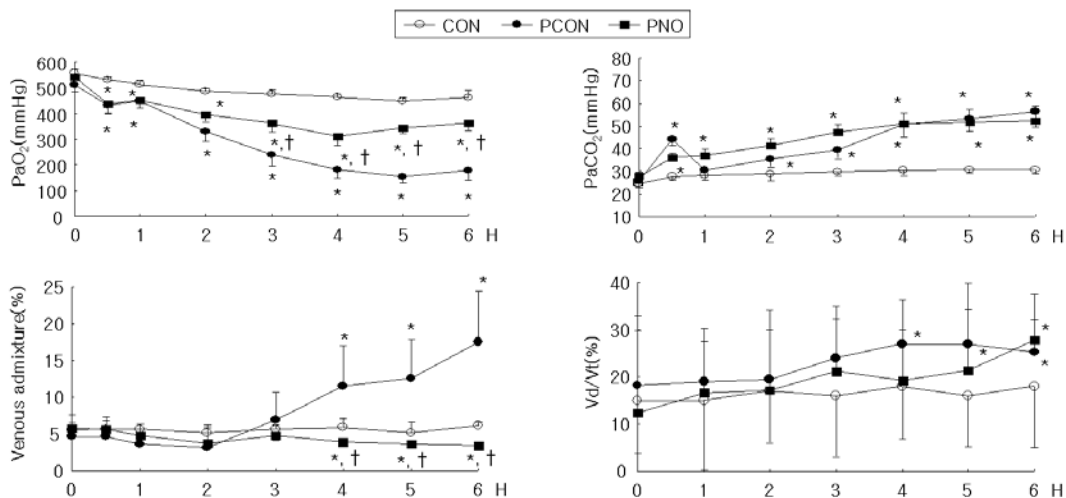 CON PCON PNO
PaO2(mmHg)
600
500
400
300
200
100
0
* * * *,† *,† *,† *,†
* * * * * * *
0 1 2 3 4 5 6 H
PaCO2(mmHg)
60
50
40
30
20
10
* * * * * * *
* * * * * *
0 1 2 3 4 5 6 H
Venous admixture(%)
25
20
15
10
5
0
* * *
*,† *,† *,†
0 1 2 3 4 5 6 H
Vd/Vt(%)
40
30
20
10
0
* * * *
0 1 2 3 4 5 6 H